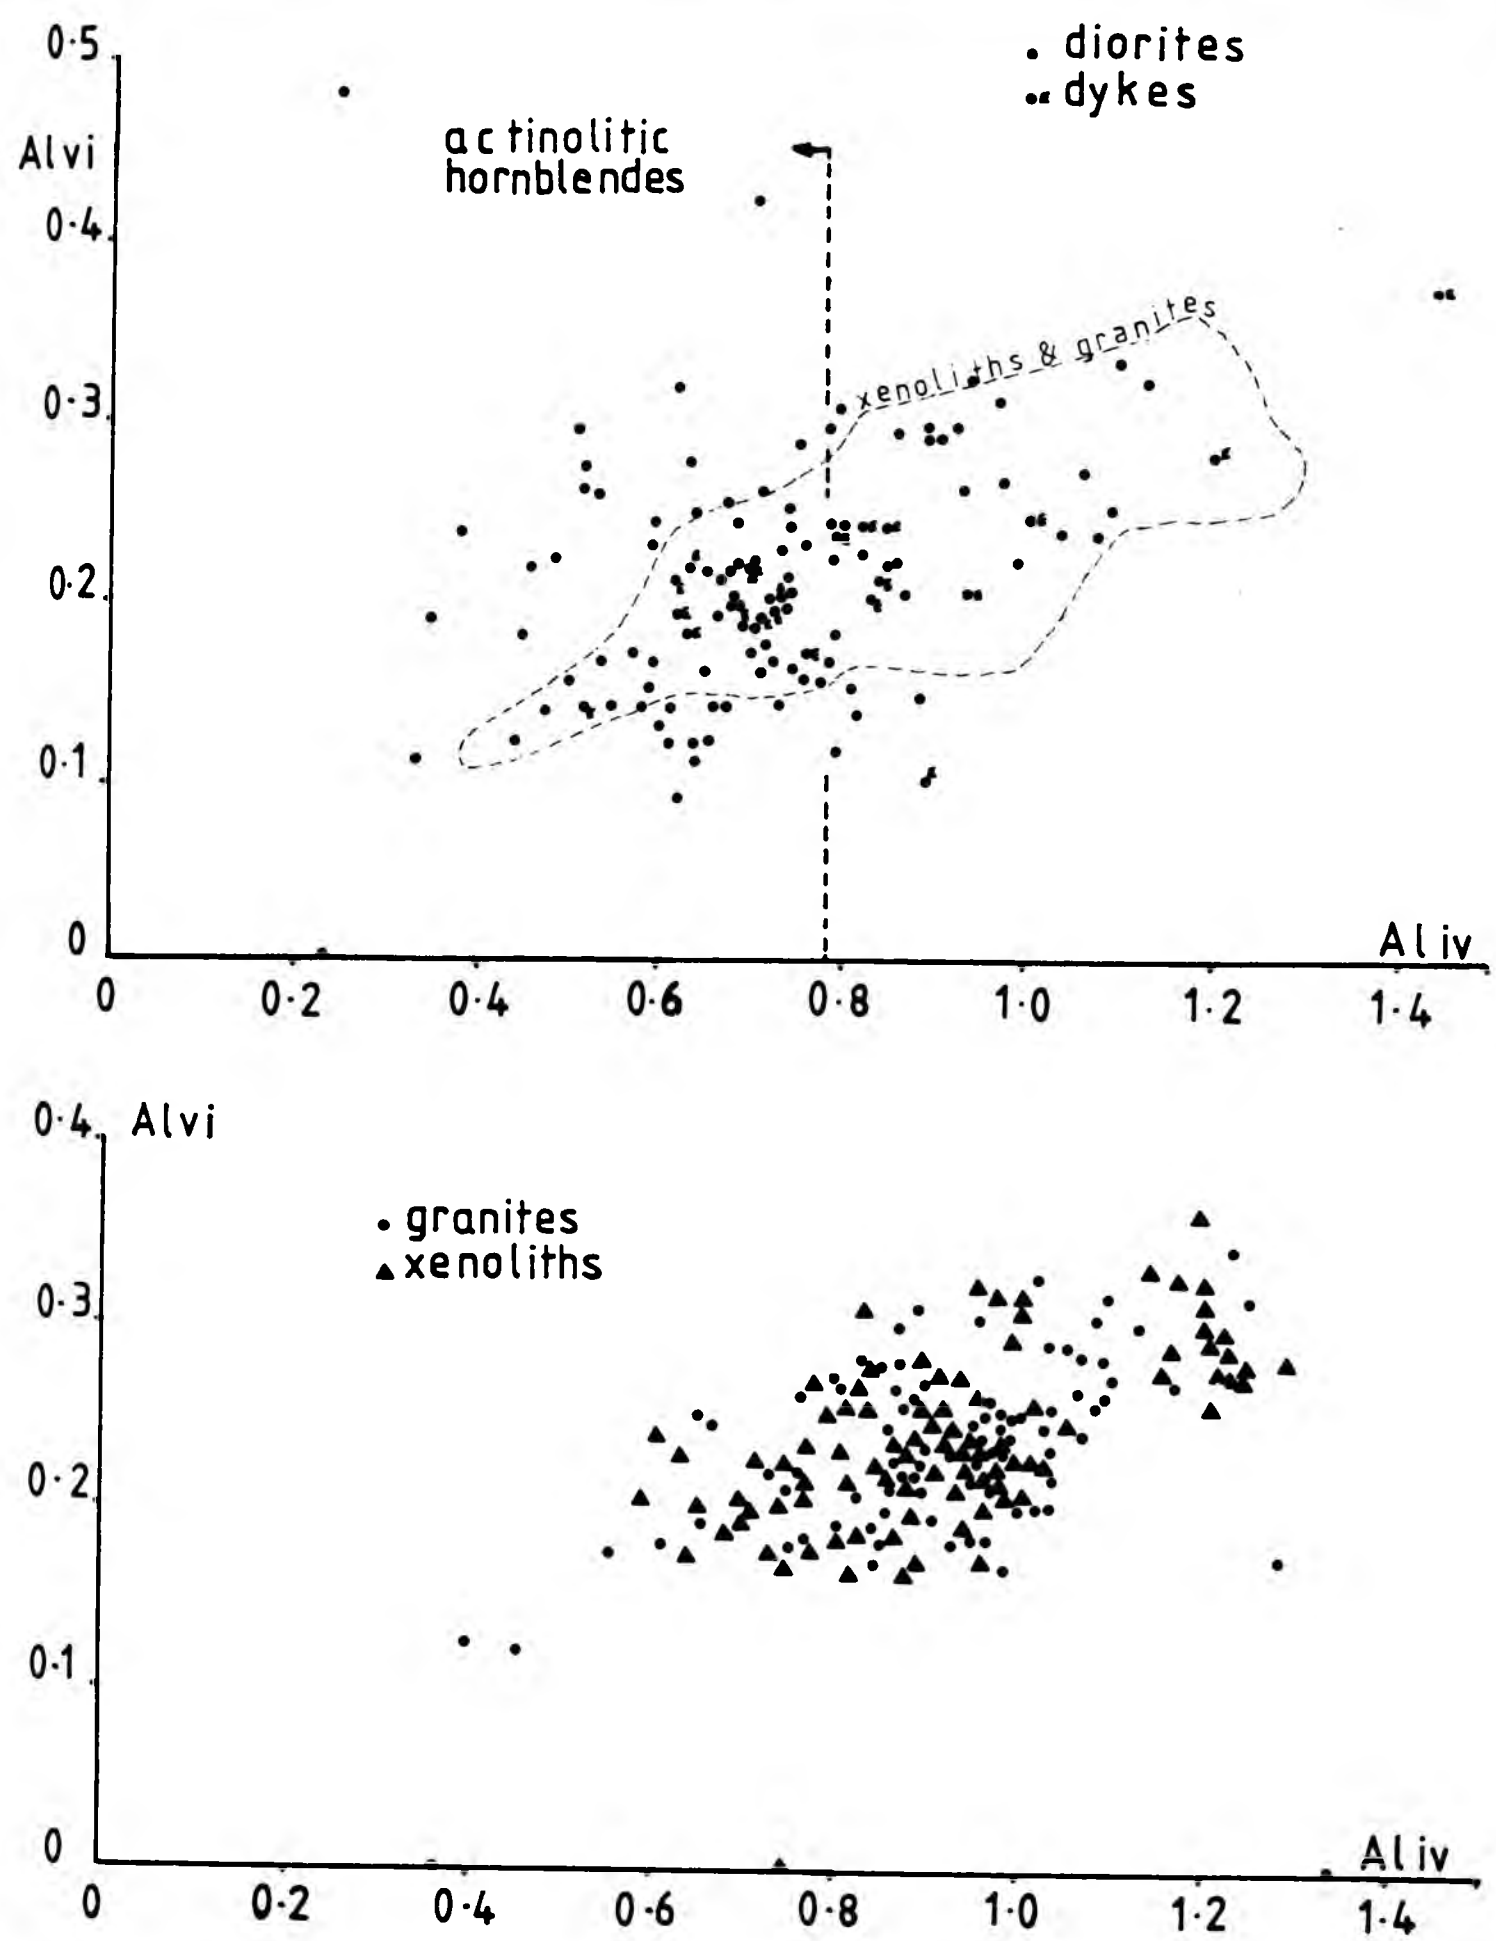 0·5
• diorites
dykes
Alvi
actinolitic
hornblendes
0·4
xenoliths & granites
0·3
0·2
0·1
0
Al iv
0
0·2
0·4
0·6
0·8
1·0
1·2
1·4
0·4
Alvi
• granites
▲ xenoliths
0·3
0·2
0·1
0
Al iv
0
0·2
0·4
0·6
0·8
1·0
1·2
1·4